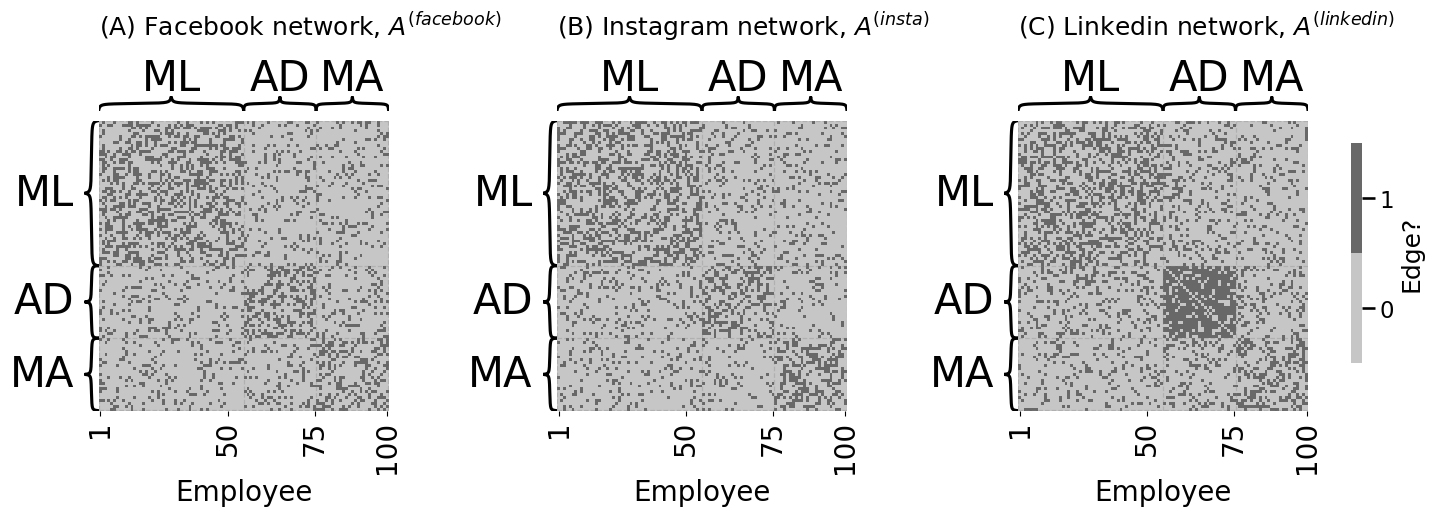 (A) Facebook network, A^(facebook)
(B) Instagram network, A^(insta)
(C) Linkedin network, A^(linkedin)
ML AD MA
ML AD MA
ML AD MA
ML
AD
MA
ML
AD
MA
ML
AD
MA
1 50 75 100
1 50 75 100
1 50 75 100
Employee
Employee
Employee
1
0
Edge?